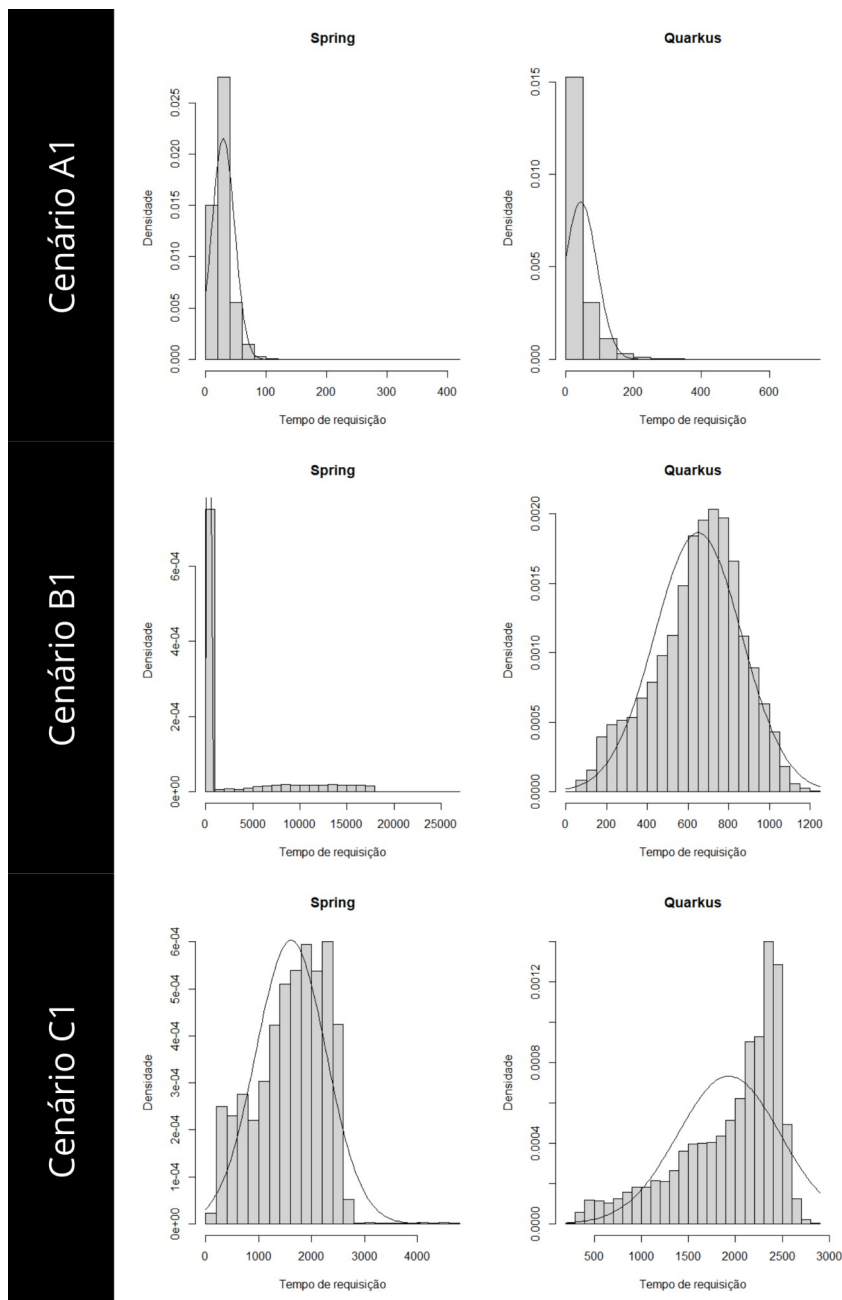 Cenário A1
Spring
Densidade
0.000 0.005 0.010 0.015 0.020 0.025
0 100 200 300 400
Tempo de requisição
Quarkus
Densidade
0.000 0.005 0.010 0.015
0 200 400 600
Tempo de requisição
Cenário B1
Spring
Densidade
0e+00 2e-04 4e-04 6e-04
0 5000 10000 15000 20000 25000
Tempo de requisição
Quarkus
Densidade
0.0000 0.0005 0.0010 0.0015 0.0020
0 200 400 600 800 1000 1200
Tempo de requisição
Cenário C1
Spring
Densidade
0e+00 1e-04 2e-04 3e-04 4e-04 5e-04 6e-04
0 1000 2000 3000 4000
Tempo de requisição
Quarkus
Densidade
0.0000 0.0004 0.0008 0.0012
500 1000 1500 2000 2500 3000
Tempo de requisição